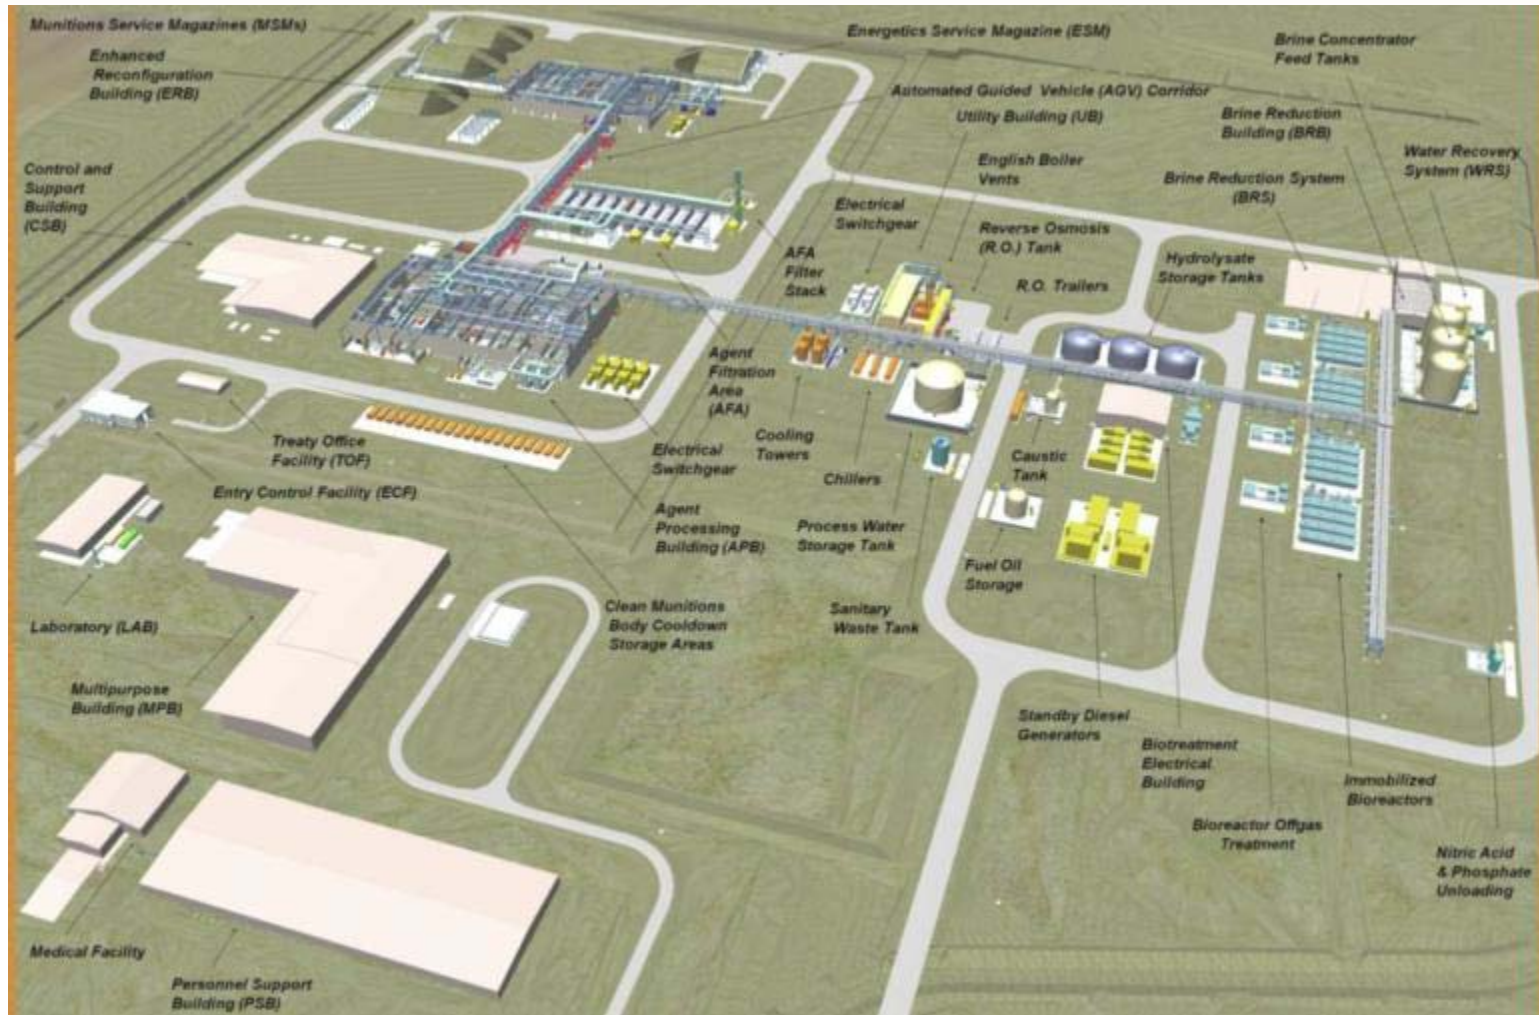 Munitions Service Magazines (MSMs)
Enhanced
Reconfiguration
Building (ERB)
Energetics Service Magazine (ESM)
Automated Guided Vehicle (AGV) Corridor
Utility Building (UB)
English Boiler
Vents
Brine Concentrator
Feed Tanks
Brine Reduction
Building (BRB)
Water Recovery
System (WRS)
Brine Reduction System
(BRS)
Control and
Support
Building
(CSB)
Electrical
Switchgear
Reverse Osmosis
(R.O.) Tank
AFA
Filter
Stack
R.O. Trailers
Hydrolysate
Storage Tanks
Agent
Filtration
Area
(AFA)
Treaty Office
Facility (TOF)
Electrical
Switchgear
Cooling
Towers
Chillers
Caustic
Tank
Entry Control Facility (ECF)
Agent
Processing
Building (APB)
Process Water
Storage Tank
Fuel Oil
Storage
Laboratory (LAB)
Clean Munitions
Body Cooldown
Storage Areas
Sanitary
Waste Tank
Multipurpose
Building (MPB)
Standby Diesel
Generators
Biotreatment
Electrical
Building
Immobilized
Bioreactors
Bioreactor Offgas
Treatment
Nitric Acid
& Phosphate
Unloading
Medical Facility
Personnel Support
Building (PSB)